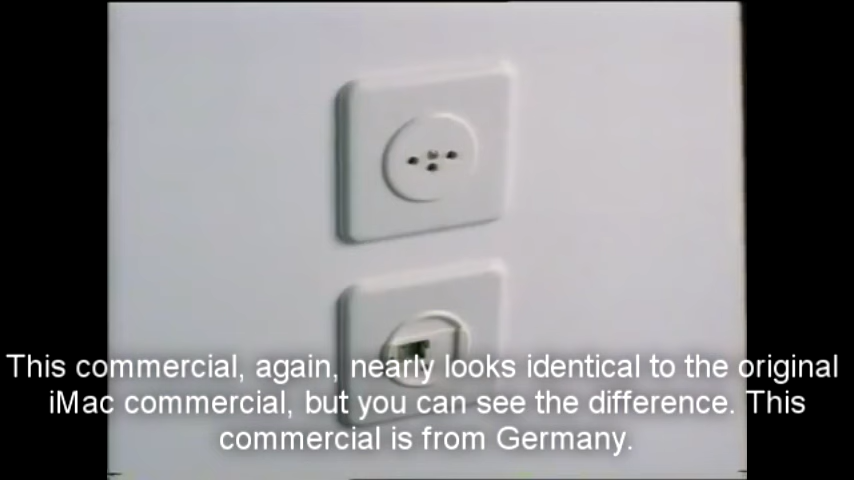 This commercial, again, nearly looks identical to the original
iMac commercial, but you can see the difference. This
commercial is from Germany.